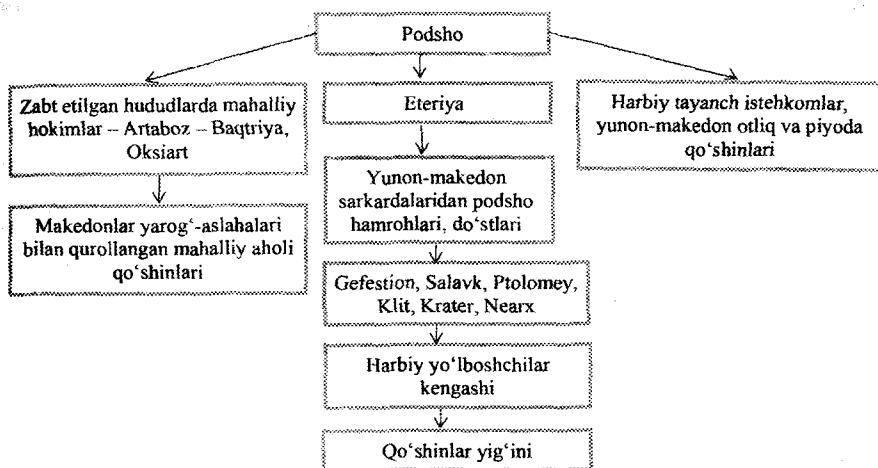 Podsho
Zabt etilgan hududlarda mahalliy
hokimlar – Artaboz – Baqtriya,
Oksiart
Eteriya
Harbiy tayanch istehkomlar,
yunon-makedon otliq va piyoda
qo‘shinlari
Makedonlar yarog‘-aslahalari
bilan qurollangan mahalliy aholi
qo‘shinlari
Yunon-makedon
sarkardalaridan podsho
hamrohlari, do‘stlari
Gefestion, Salavk, Ptolomey,
Klit, Krater, Nearx
Harbiy yo‘lboshchilar
kengashi
Qo‘shinlar yig‘ini